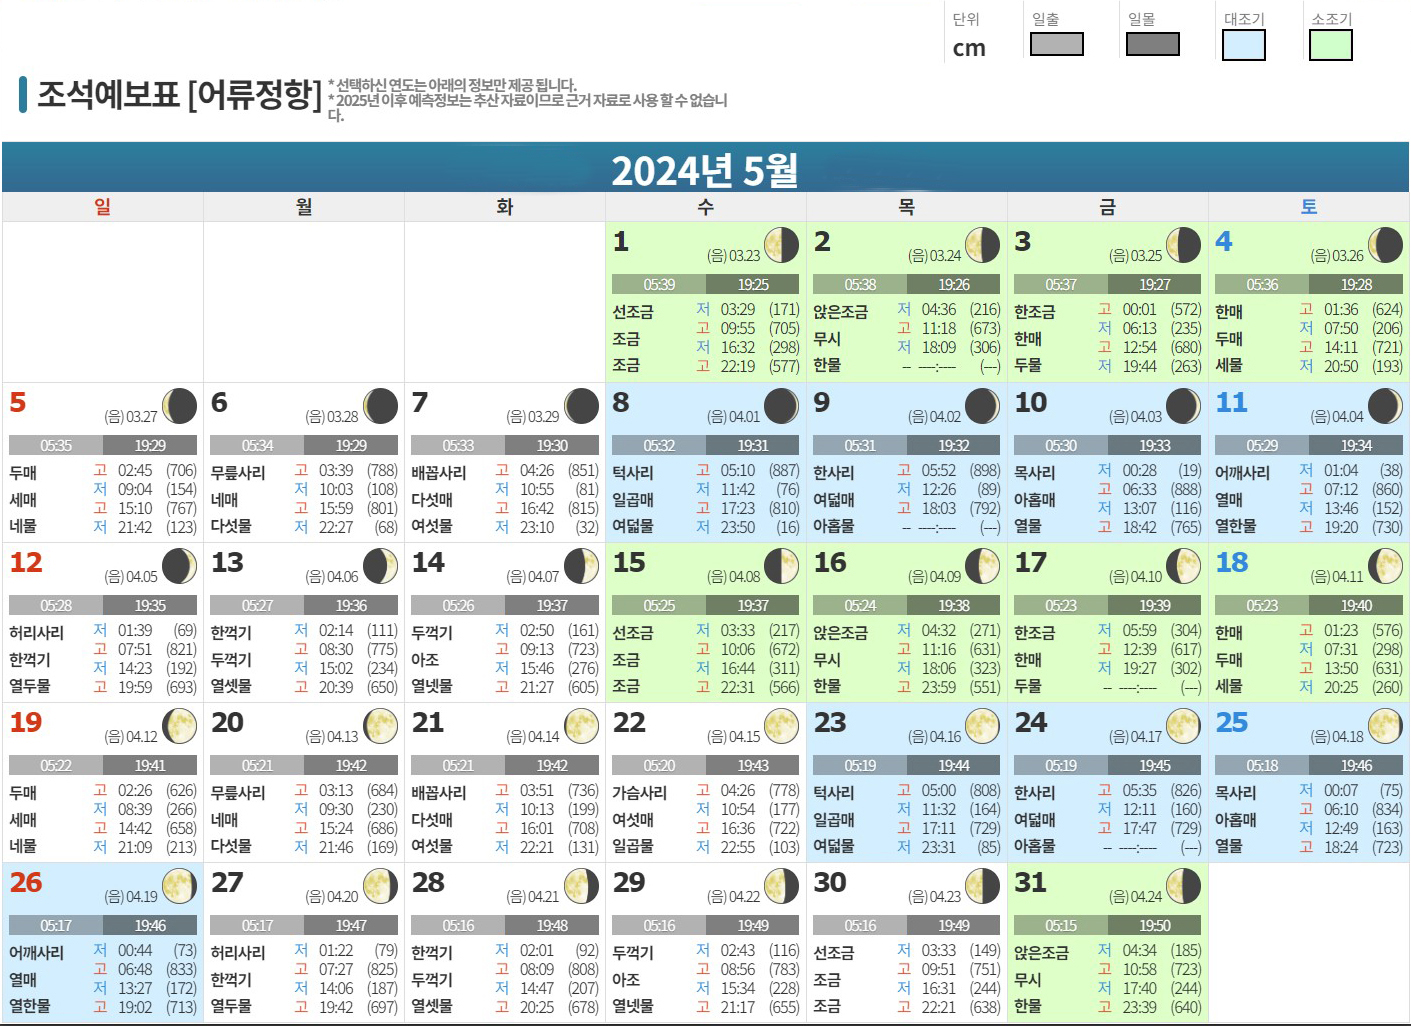 단위 일출 일몰 대조기 소조기
cm
조석예보표 [어류정항]
* 선택하신 연도는 아래의 정보만 제공 됩니다.
* 2025년 이후 예측정보는 추산 자료이므로 근거 자료로 사용 할 수 없습니
다.
2024년 5월
일 월 화 수 목 금 토
1 (음) 03.23
05:39 19:25
선조금
조금
조금
저 03:29 (171)
고 09:55 (705)
저 16:32 (298)
고 22:19 (577)
2 (음) 03.24
05:38 19:26
앉은조금
무시
한물
저 04:36 (216)
고 11:18 (673)
저 18:09 (306)
-- ----:---- (---)
3 (음) 03.25
05:37 19:27
한조금
한매
두물
고 00:01 (572)
저 06:13 (235)
고 12:54 (680)
저 19:44 (263)
4 (음) 03.26
05:36 19:28
한매
두매
세물
고 01:36 (624)
저 07:50 (206)
고 14:11 (721)
저 20:50 (193)
5 (음) 03.27
05:35 19:29
두매
세매
네물
고 02:45 (706)
저 09:04 (154)
고 15:10 (767)
저 21:42 (123)
6 (음) 03.28
05:34 19:29
무릎사리
네매
다섯물
고 03:39 (788)
저 10:03 (108)
고 15:59 (801)
저 22:27 (68)
7 (음) 03.29
05:33 19:30
배꼽사리
다섯매
여섯물
고 04:26 (851)
저 10:55 (81)
고 16:42 (815)
저 23:10 (32)
8 (음) 04.01
05:32 19:31
턱사리
일곱매
여덟물
고 05:10 (887)
저 11:42 (76)
고 17:23 (810)
저 23:50 (16)
9 (음) 04.02
05:31 19:32
한사리
여덟매
아홉물
고 05:52 (898)
저 12:26 (89)
고 18:03 (792)
-- ----:---- (---)
10 (음) 04.03
05:30 19:33
목사리
아홉매
열물
저 00:28 (19)
고 06:33 (888)
저 13:07 (116)
고 18:42 (765)
11 (음) 04.04
05:29 19:34
어깨사리
열매
열한물
저 01:04 (38)
고 07:12 (860)
저 13:46 (152)
고 19:20 (730)
12 (음) 04.05
05:28 19:35
허리사리
한꺽기
열두물
저 01:39 (69)
고 07:51 (821)
저 14:23 (192)
고 19:59 (693)
13 (음) 04.06
05:27 19:36
한꺽기
두꺽기
열셋물
저 02:14 (111)
고 08:30 (775)
저 15:02 (234)
고 20:39 (650)
14 (음) 04.07
05:26 19:37
두꺽기
아조
열넷물
저 02:50 (161)
고 09:13 (723)
저 15:46 (276)
고 21:27 (605)
15 (음) 04.08
05:25 19:37
선조금
조금
조금
저 03:33 (217)
고 10:06 (672)
저 16:44 (311)
고 22:31 (566)
16 (음) 04.09
05:24 19:38
앉은조금
무시
한물
저 04:32 (271)
고 11:16 (631)
저 18:06 (323)
고 23:59 (551)
17 (음) 04.10
05:23 19:39
한조금
한매
두물
저 05:59 (304)
고 12:39 (617)
저 19:27 (302)
-- ----:---- (---)
18 (음) 04.11
05:23 19:40
한매
두매
세물
고 01:23 (576)
저 07:31 (298)
고 13:50 (631)
저 20:25 (260)
19 (음) 04.12
05:22 19:41
두매
세매
네물
고 02:26 (626)
저 08:39 (266)
고 14:42 (658)
저 21:09 (213)
20 (음) 04.13
05:21 19:42
무릎사리
네매
다섯물
고 03:13 (684)
저 09:30 (230)
고 15:24 (686)
저 21:46 (169)
21 (음) 04.14
05:21 19:42
배꼽사리
다섯매
여섯물
고 03:51 (736)
저 10:13 (199)
고 16:01 (708)
저 22:21 (131)
22 (음) 04.15
05:20 19:43
가슴사리
여섯매
일곱물
고 04:26 (778)
저 10:54 (177)
고 16:36 (722)
저 22:55 (103)
23 (음) 04.16
05:19 19:44
턱사리
일곱매
여덟물
고 05:00 (808)
저 11:32 (164)
고 17:11 (729)
저 23:31 (85)
24 (음) 04.17
05:19 19:45
한사리
여덟매
아홉물
고 05:35 (826)
저 12:11 (160)
고 17:47 (729)
-- ----:---- (---)
25 (음) 04.18
05:18 19:46
목사리
아홉매
열물
저 00:07 (75)
고 06:10 (834)
저 12:49 (163)
고 18:24 (723)
26 (음) 04.19
05:17 19:46
어깨사리
열매
열한물
저 00:44 (73)
고 06:48 (833)
저 13:27 (172)
고 19:02 (713)
27 (음) 04.20
05:17 19:47
허리사리
한꺽기
열두물
저 01:22 (79)
고 07:27 (825)
저 14:06 (187)
고 19:42 (697)
28 (음) 04.21
05:16 19:48
한꺽기
두꺽기
열셋물
저 02:01 (92)
고 08:09 (808)
저 14:47 (207)
고 20:25 (678)
29 (음) 04.22
05:16 19:49
두꺽기
아조
열넷물
저 02:43 (116)
고 08:56 (783)
저 15:34 (228)
고 21:17 (655)
30 (음) 04.23
05:16 19:49
선조금
조금
조금
저 03:33 (149)
고 09:51 (751)
저 16:31 (244)
고 22:21 (638)
31 (음) 04.24
05:15 19:50
앉은조금
무시
한물
저 04:34 (185)
고 10:58 (723)
저 17:40 (244)
고 23:39 (640)